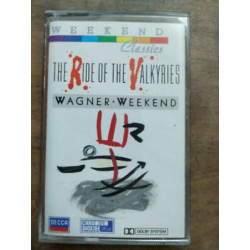 WEEKEND
Classics
THE RIDE OF THE VALKYRIES
WAGNER·WEEKEND
DECCA
DOLBY SYSTEM